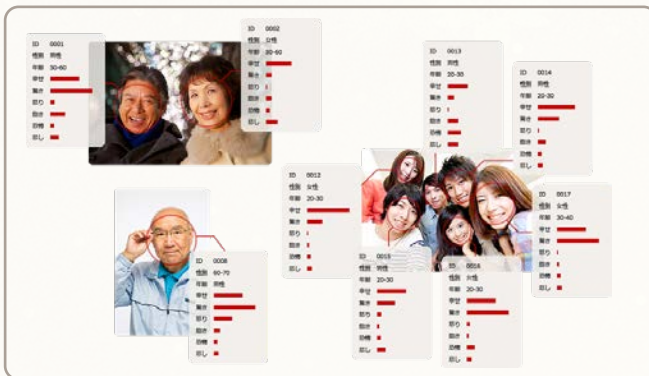 ID 0001
性別 男性
年齢 50-60
幸せ
驚き
怒り
恐怖
悲し
ID 0002
性別 女性
年齢 50-60
幸せ
驚き
怒り
恐怖
悲し
ID 0013
性別 男性
年齢 20-30
幸せ
驚き
怒り
恐怖
悲し
ID 0014
性別 男性
年齢 20-30
幸せ
驚き
怒り
恐怖
悲し
ID 0012
性別 女性
年齢 20-30
幸せ
驚き
怒り
恐怖
悲し
ID 0017
性別 女性
年齢 30-40
幸せ
驚き
怒り
恐怖
悲し
ID 0008
性別 60-70
年齢 男性
幸せ
驚き
怒り
恐怖
悲し
ID 0015
性別 男性
年齢 20-30
幸せ
驚き
怒り
恐怖
悲し
ID 0016
性別 女性
年齢 20-30
幸せ
驚き
怒り
恐怖
悲し